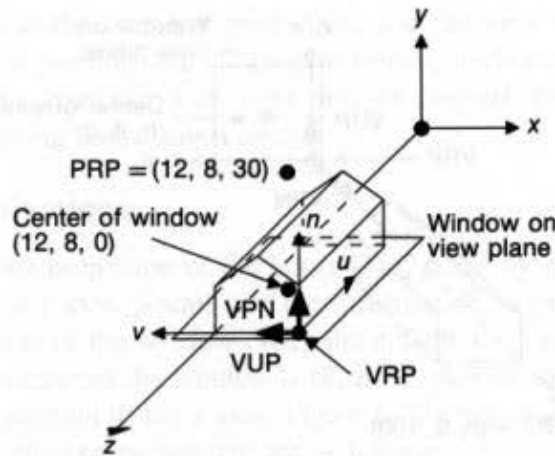 y
x
PRP = (12, 8, 30)
Center of window
(12, 8, 0)
Window on
view plane
n
u
VPN
v
VUP
VRP
z